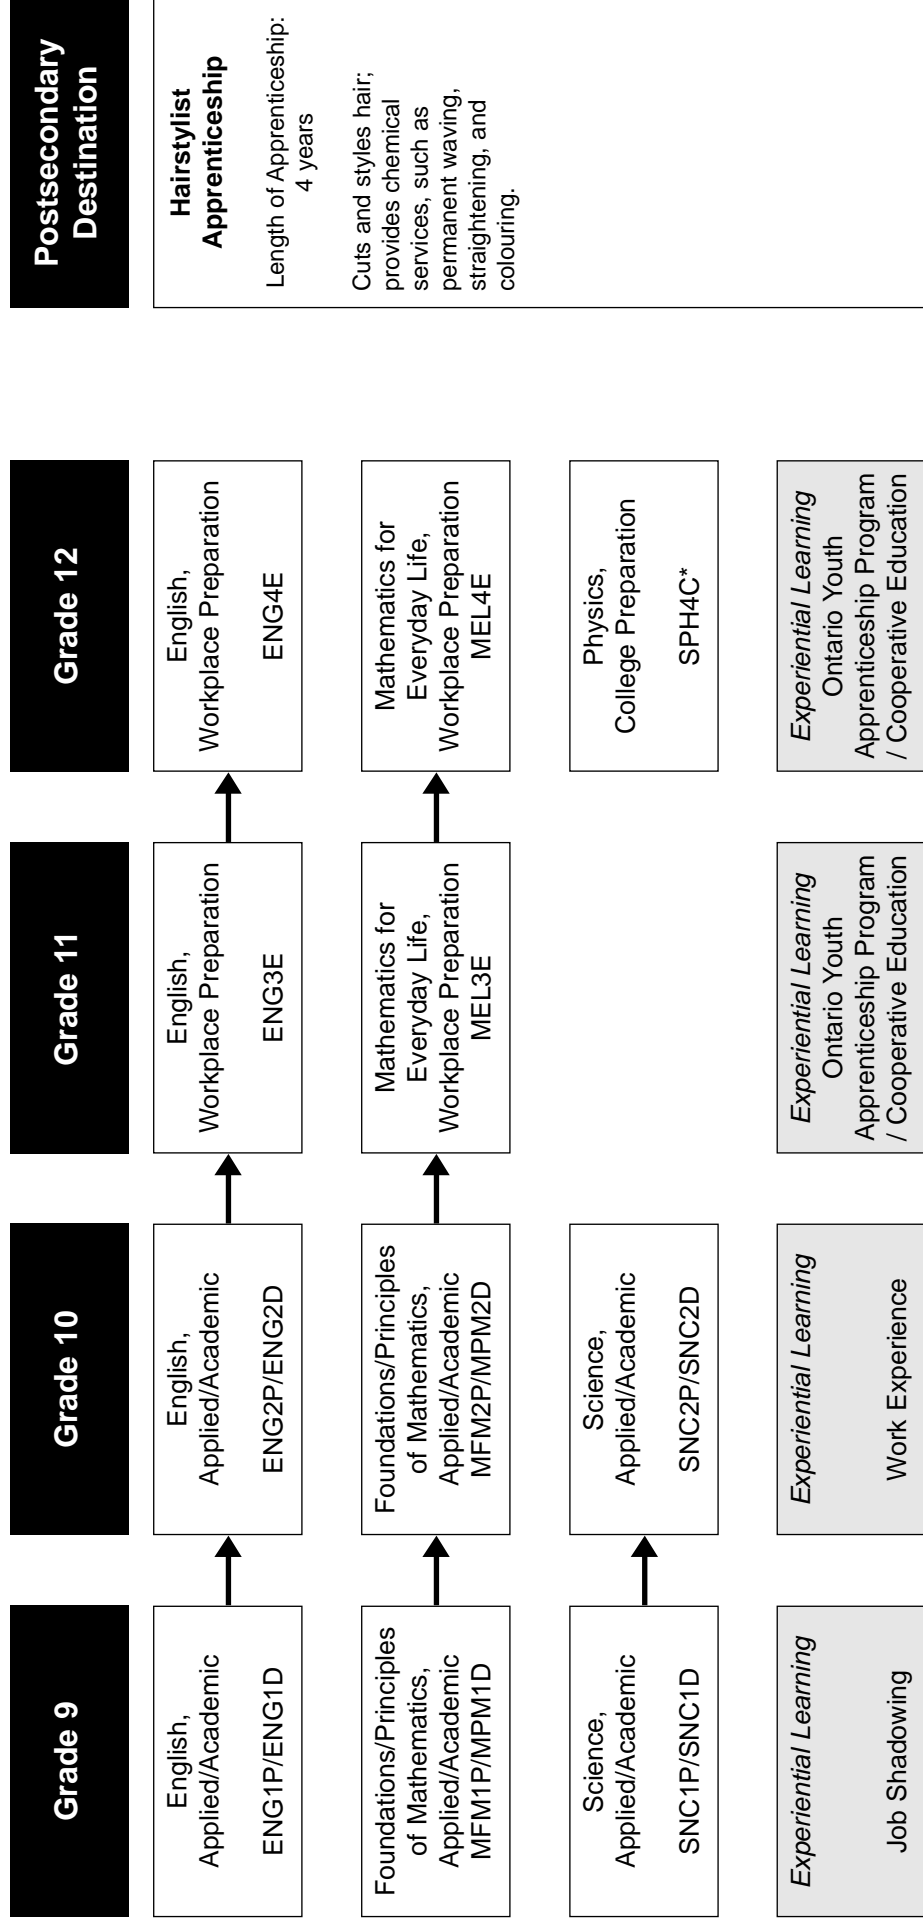 Grade 9
Grade 10
Grade 11
Grade 12
Postsecondary
Destination
English,
Applied/Academic
ENG1P/ENG1D
English,
Applied/Academic
ENG2P/ENG2D
English,
Workplace Preparation
ENG3E
English,
Workplace Preparation
ENG4E
Hairstylist
Apprenticeship
Length of Apprenticeship:
4 years
Cuts and styles hair;
provides chemical
services, such as
permanent waving,
straightening, and
colouring.
Foundations/Principles
of Mathematics,
Applied/Academic
MFM1P/MPM1D
Foundations/Principles
of Mathematics,
Applied/Academic
MFM2P/MPM2D
Mathematics for
Everyday Life,
Workplace Preparation
MEL3E
Mathematics for
Everyday Life,
Workplace Preparation
MEL4E
Science,
Applied/Academic
SNC1P/SNC1D
Science,
Applied/Academic
SNC2P/SNC2D
Physics,
College Preparation
SPH4C*
Experiential Learning
Job Shadowing
Experiential Learning
Work Experience
Experiential Learning
Ontario Youth
Apprenticeship Program
/ Cooperative Education
Experiential Learning
Ontario Youth
Apprenticeship Program
/ Cooperative Education